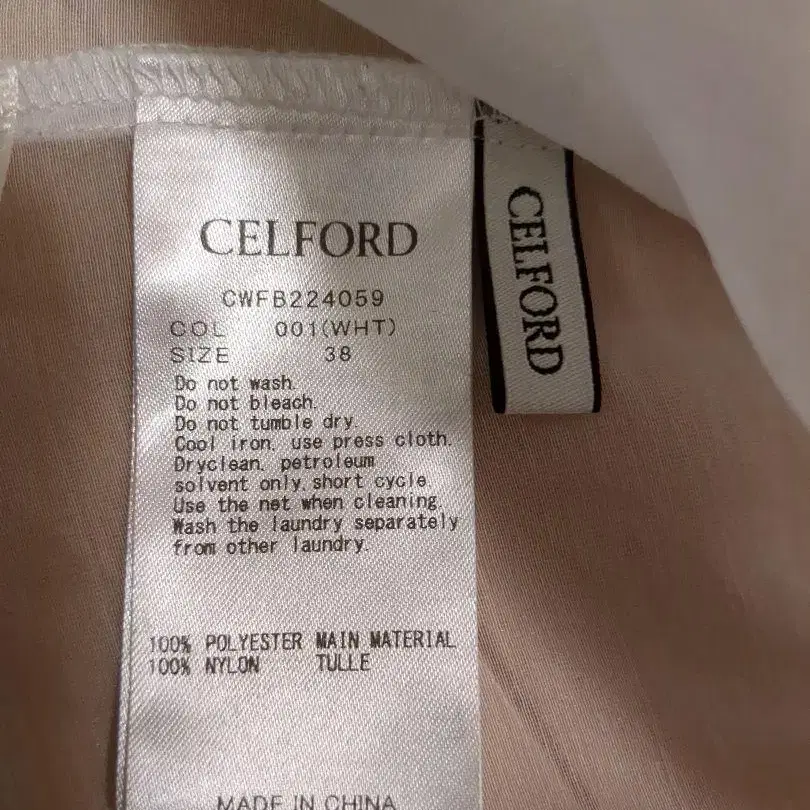 CELFORD
CWFB224059
COL 001(WHT)
SIZE 38
Do not wash.
Do not bleach.
Do not tumble dry.
Cool iron, use press cloth.
Dryclean, petroleum
solvent only, short cycle.
Use the net when cleaning.
Wash the laundry separately
from other laundry.
100% POLYESTER MAIN MATERIAL
100% NYLON TULLE
MADE IN CHINA
CELFORD